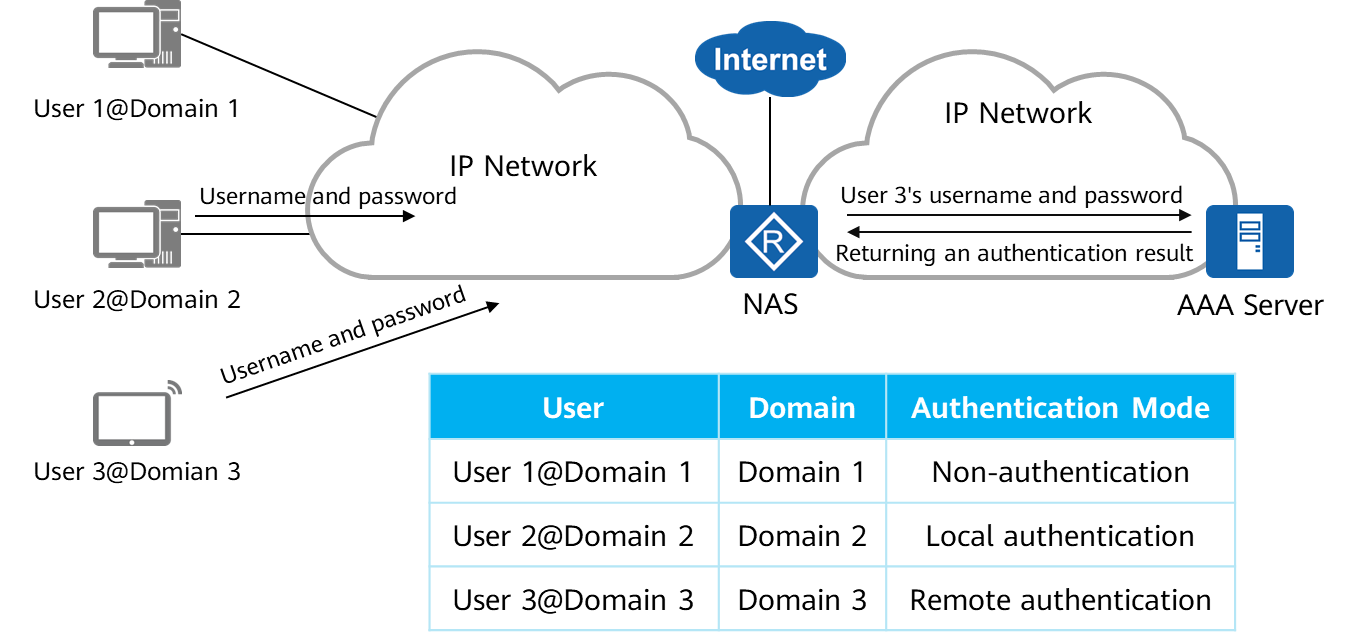 User 1@Domain 1
Username and password
User 2@Domain 2
Username and password
User 3@Domian 3
IP Network
Internet
IP Network
User 3's username and password
Returning an authentication result
R
NAS
AAA Server
User Domain Authentication Mode
User 1@Domain 1 Domain 1 Non-authentication
User 2@Domain 2 Domain 2 Local authentication
User 3@Domain 3 Domain 3 Remote authentication